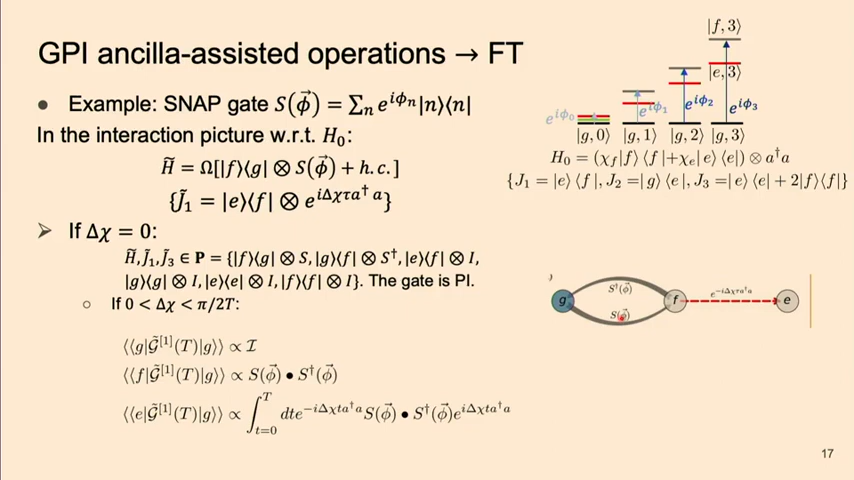 GPI ancilla-assisted operations → FT
● Example: SNAP gate S(ϕ⃗) = ∑ₙ e^{iϕₙ}|n⟩⟨n|
In the interaction picture w.r.t. H₀:
H̃ = Ω[|f⟩⟨g| ⊗ S(ϕ⃗) + h.c.]
{J̃₁ = |e⟩⟨f| ⊗ e^{iΔχτa†a}}
➤ If Δχ = 0:
H̃, J̃₁, J̃₃ ∈ P = {|f⟩⟨g| ⊗ S, |g⟩⟨f| ⊗ S†, |e⟩⟨f| ⊗ I,
|g⟩⟨g| ⊗ I, |e⟩⟨e| ⊗ I, |f⟩⟨f| ⊗ I}. The gate is PI.
○ If 0 < Δχ < π/2T:
⟨⟨g|G̃^{[1]}(T)|g⟩⟩ ∝ I
⟨⟨f|G̃^{[1]}(T)|g⟩⟩ ∝ S(ϕ⃗) • S†(ϕ⃗)
⟨⟨e|G̃^{[1]}(T)|g⟩⟩ ∝ ∫_{t=0}^{T} dte^{-iΔχta†a}S(ϕ⃗) • S†(ϕ⃗)e^{iΔχta†a}
|f, 3⟩
|e, 3⟩
e^{iϕ₀} e^{iϕ₁} e^{iϕ₂} e^{iϕ₃}
|g, 0⟩ |g, 1⟩ |g, 2⟩ |g, 3⟩
H₀ = (χ_f|f⟩⟨f|+χ_e|e⟩⟨e|) ⊗ a†a
{J₁ = |e⟩⟨f|, J₂ = |g⟩⟨e|, J₃ = |e⟩⟨e| + 2|f⟩⟨f|}
)
S†(ϕ⃗)
e^{-iΔχτa†a}
g f e
S(ϕ⃗)
17